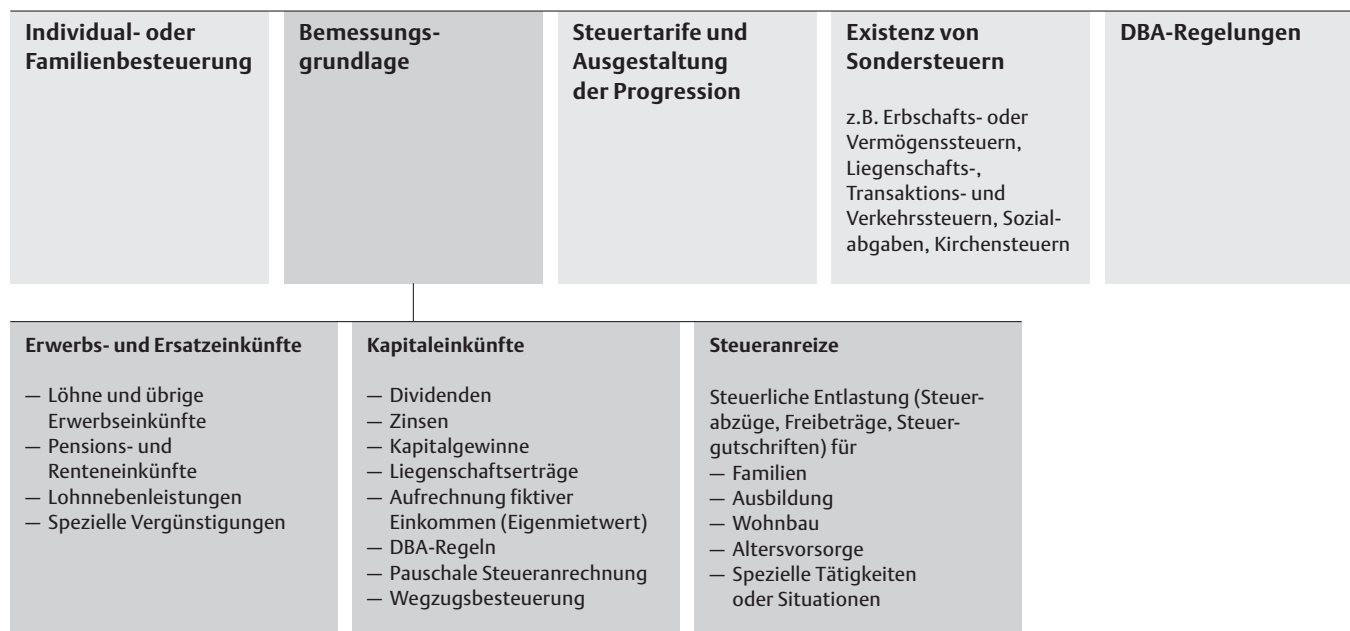 Individual- oder
Familienbesteuerung
Bemessungs-
grundlage
Steuertarife und
Ausgestaltung
der Progression
Existenz von
Sondersteuern
z.B. Erbschafts- oder
Vermögenssteuern,
Liegenschafts-,
Transaktions- und
Verkehrssteuern, Sozial-
abgaben, Kirchensteuern
DBA-Regelungen
Erwerbs- und Ersatzeinkünfte
— Löhne und übrige
Erwerbseinkünfte
— Pensions- und
Renteneinkünfte
— Lohnnebenleistungen
— Spezielle Vergünstigungen
Kapitaleinkünfte
— Dividenden
— Zinsen
— Kapitalgewinne
— Liegenschaftserträge
— Aufrechnung fiktiver
Einkommen (Eigenmietwert)
— DBA-Regeln
— Pauschale Steueranrechnung
— Wegzugsbesteuerung
Steueranreize
Steuerliche Entlastung (Steuer-
abzüge, Freibeträge, Steuer-
gutschriften) für
— Familien
— Ausbildung
— Wohnbau
— Altersvorsorge
— Spezielle Tätigkeiten
oder Situationen